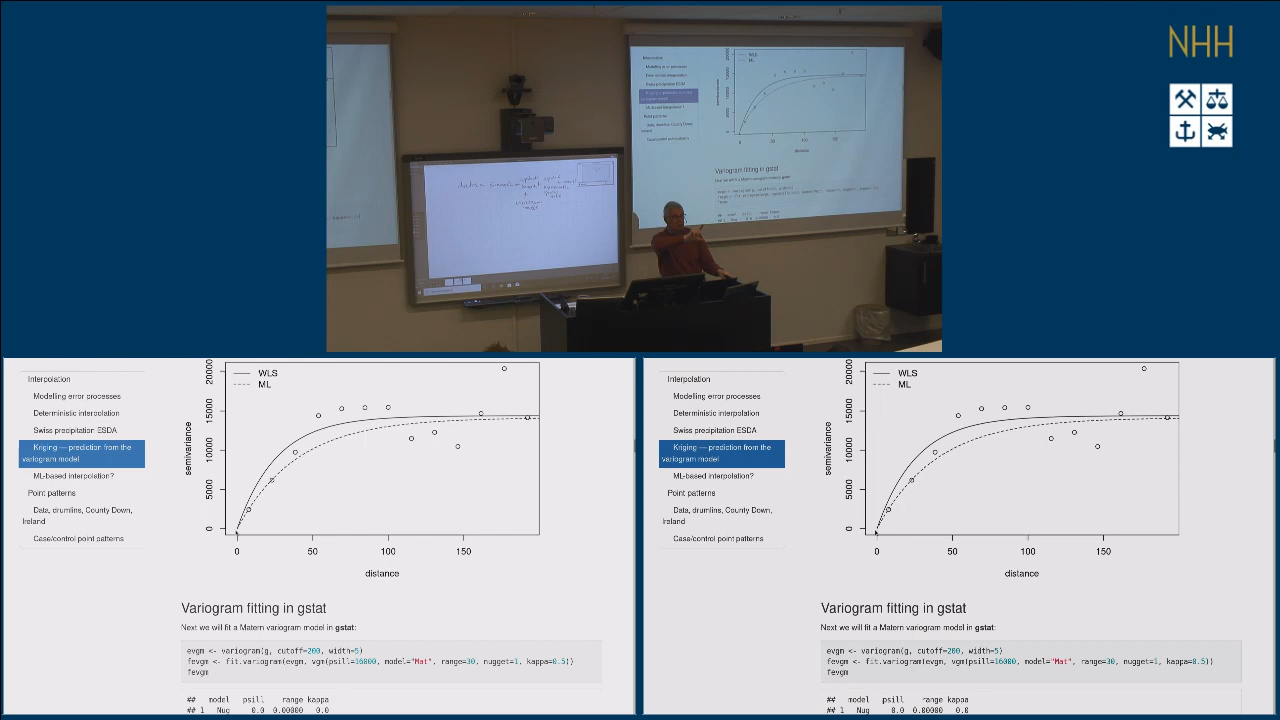 NHH
Interpolation
Modelling error processes
Deterministic interpolation
Swiss precipitation ESDA
Kriging — prediction from the
variogram model
ML-based interpolation?
Point patterns
Data, drumlins, County Down,
Ireland
Case/control point patterns
WLS
ML
semivariance
0
5000
10000
15000
20000
0
50
100
150
distance
Variogram fitting in gstat
Next we will fit a Matern variogram model in gstat:
evgm <- variogram(g, cutoff=200, width=5)
fevgm <- fit.variogram(evgm, vgm(psill=16000, model="Mat", range=30, nugget=1, kappa=0.5))
fevgm
## model psill range kappa
## 1 Nug 0.0 0.00000 0.0
Interpolation
Modelling error processes
Deterministic interpolation
Swiss precipitation ESDA
Kriging — prediction from the
variogram model
ML-based interpolation?
Point patterns
Data, drumlins, County Down,
Ireland
Case/control point patterns
WLS
ML
semivariance
0
5000
10000
15000
20000
0
50
100
150
distance
Variogram fitting in gstat
Next we will fit a Matern variogram model in gstat:
evgm <- variogram(g, cutoff=200, width=5)
fevgm <- fit.variogram(evgm, vgm(psill=16000, model="Mat", range=30, nugget=1, kappa=0.5))
fevgm
## model psill range kappa
## 1 Nug 0.0 0.00000 0.0